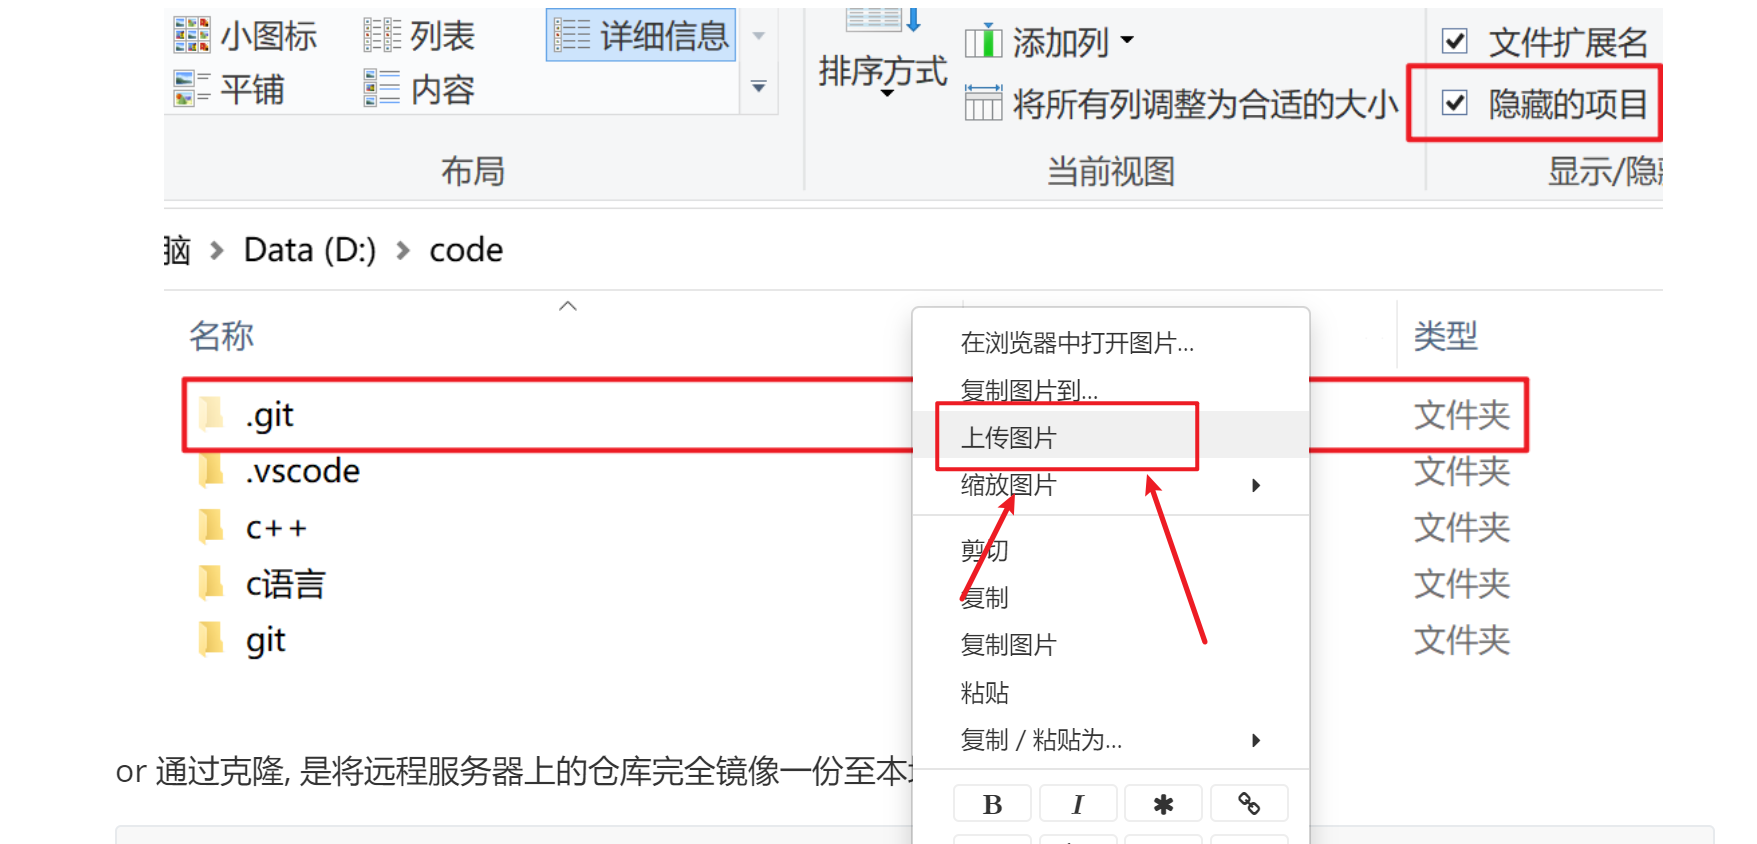 小图标 列表 详细信息
平铺 内容
排序方式
添加列
将所有列调整为合适的大小
文件扩展名
隐藏的项目
布局 当前视图 显示/隐
脑 > Data (D:) > code
名称 类型
.git 文件夹
.vscode 文件夹
c++ 文件夹
c语言 文件夹
git 文件夹
在浏览器中打开图片...
复制图片到...
上传图片
缩放图片
剪切
复制
复制图片
粘贴
复制 / 粘贴为...
B I
or 通过克隆, 是将远程服务器上的仓库完全镜像一份至本